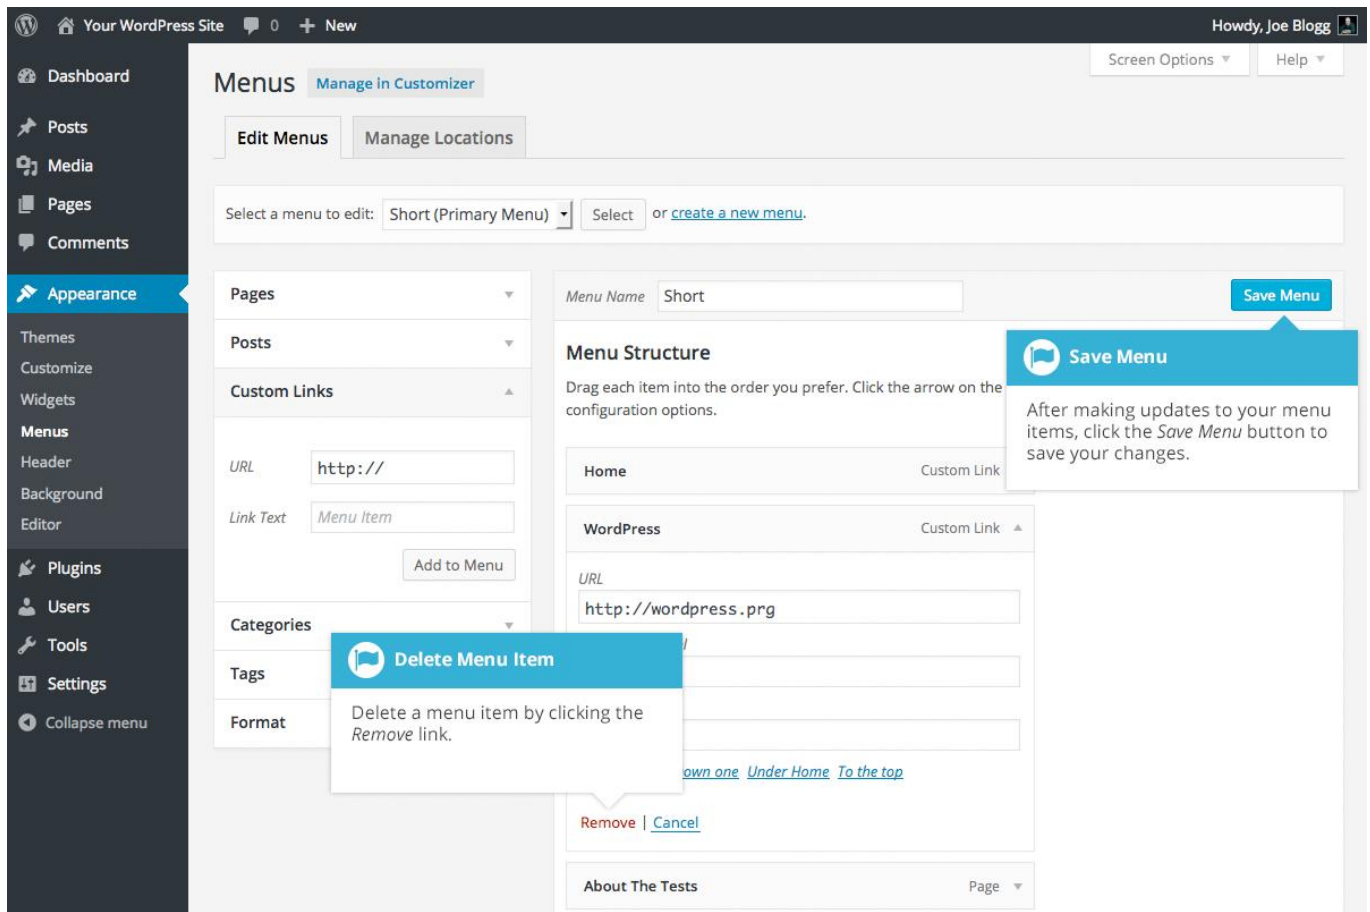 Your WordPress Site 0 + New Howdy, Joe Blogg
Screen Options Help
Dashboard
Posts
Media
Pages
Comments
Appearance
Themes
Customize
Widgets
Menus
Header
Background
Editor
Plugins
Users
Tools
Settings
Collapse menu
Menus Manage in Customizer
Edit Menus Manage Locations
Select a menu to edit: Short (Primary Menu) Select or create a new menu.
Pages
Posts
Custom Links
URL http://
Link Text Menu Item
Add to Menu
Categories
Tags
Format
Delete Menu Item
Delete a menu item by clicking the
Remove link.
Menu Name Short Save Menu
Menu Structure
Drag each item into the order you prefer. Click the arrow on the
configuration options.
Save Menu
After making updates to your menu
items, click the Save Menu button to
save your changes.
Home Custom Link
WordPress Custom Link
URL
http://wordpress.prg
own one Under Home To the top
Remove | Cancel
About The Tests Page